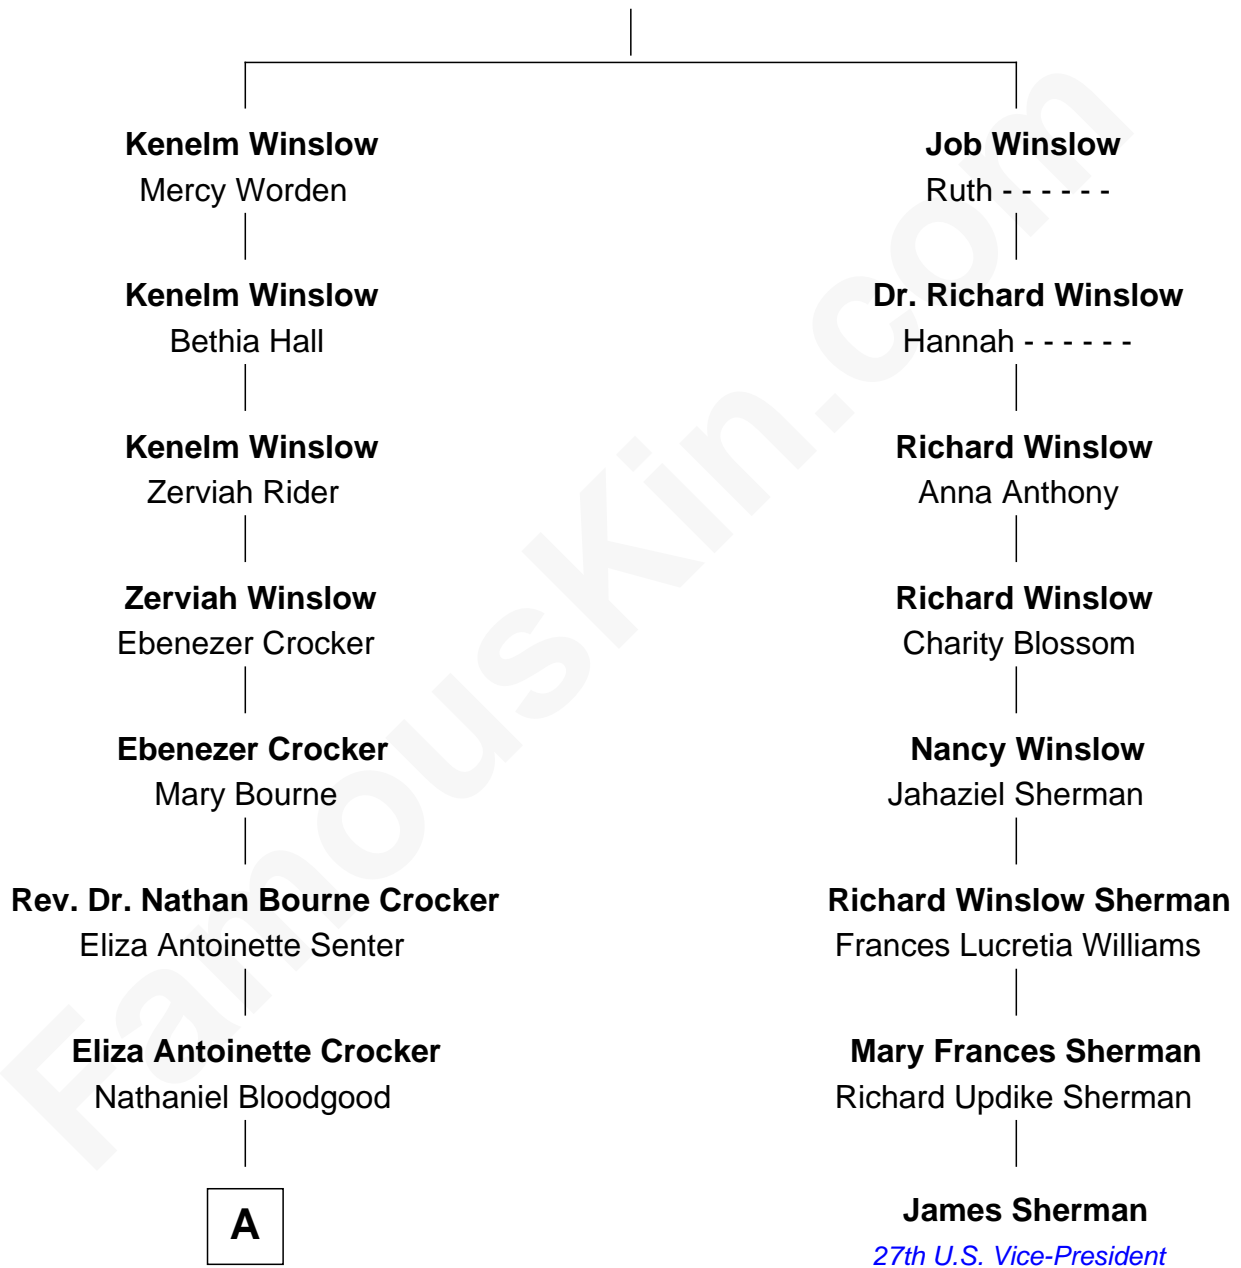 Kenelm Winslow
Mercy Worden
Kenelm Winslow
Bethia Hall
Kenelm Winslow
Zerviah Rider
Zerviah Winslow
Ebenezer Crocker
Ebenezer Crocker
Mary Bourne
Rev. Dr. Nathan Bourne Crocker
Eliza Antoinette Senter
Eliza Antoinette Crocker
Nathaniel Bloodgood
A
Job Winslow
Ruth - - - - - -
Dr. Richard Winslow
Hannah - - - - - -
Richard Winslow
Anna Anthony
Richard Winslow
Charity Blossom
Nancy Winslow
Jahaziel Sherman
Richard Winslow Sherman
Frances Lucretia Williams
Mary Frances Sherman
Richard Updike Sherman
James Sherman
27th U.S. Vice-President
FamousKin.com